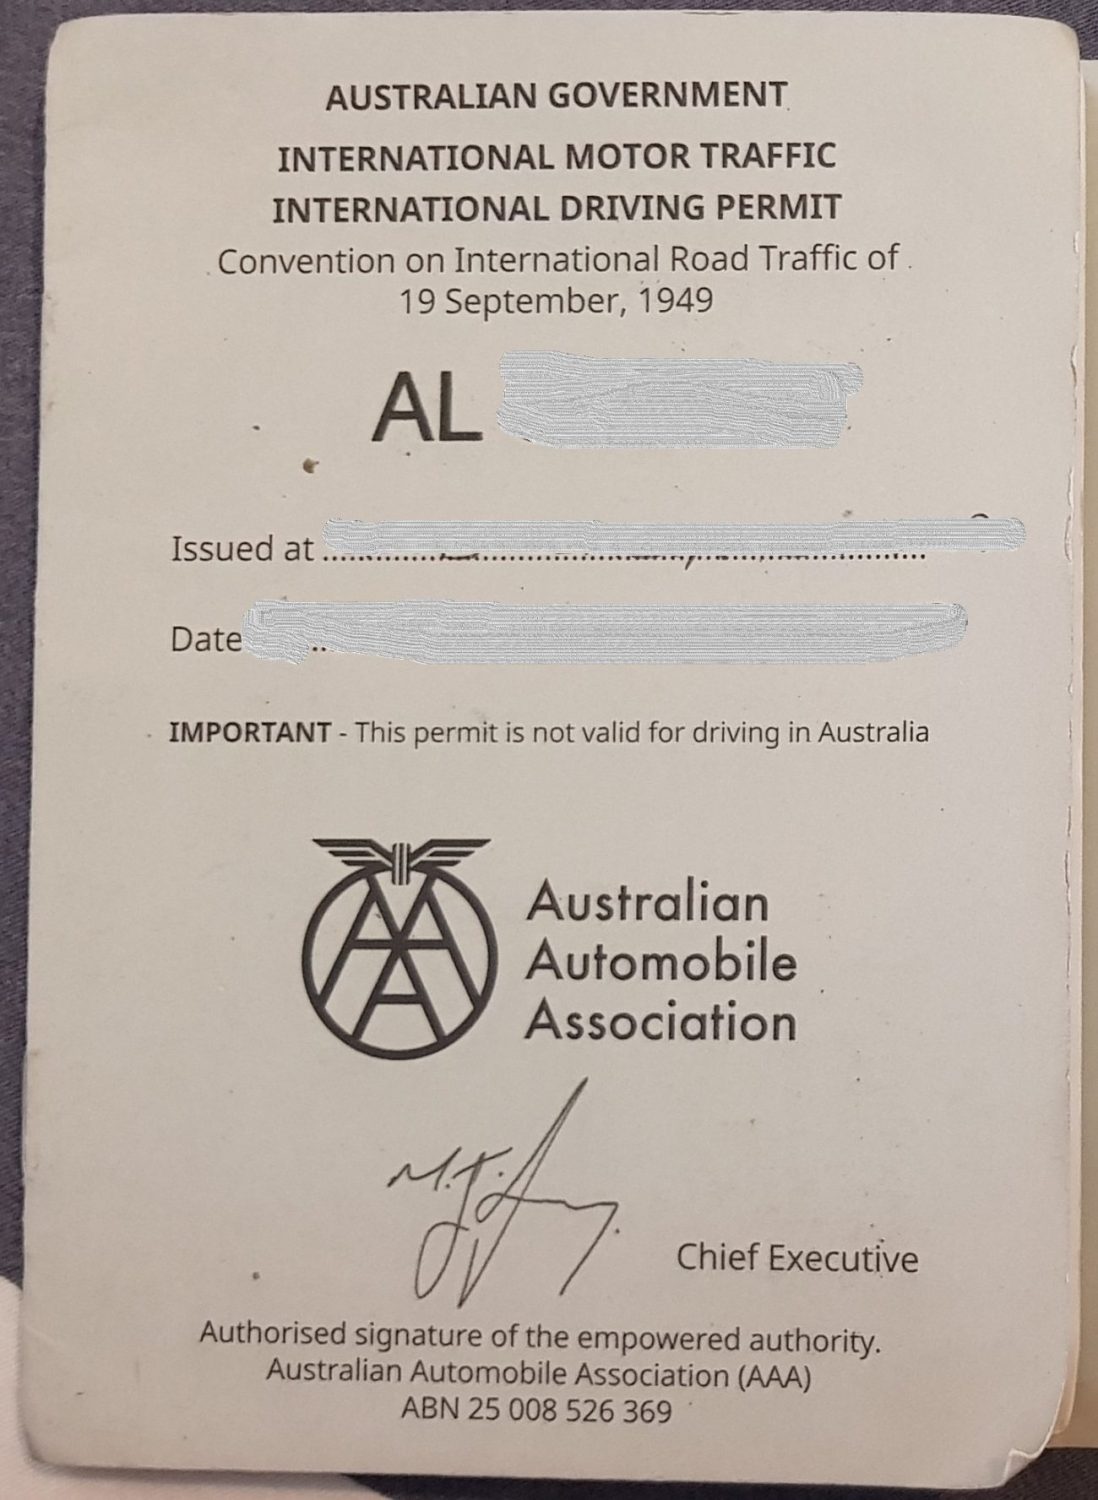 AUSTRALIAN GOVERNMENT
INTERNATIONAL MOTOR TRAFFIC
INTERNATIONAL DRIVING PERMIT
Convention on International Road Traffic of
19 September, 1949
AL
Issued at
Date
IMPORTANT - This permit is not valid for driving in Australia
AAA
Australian
Automobile
Association
Chief Executive
Authorised signature of the empowered authority.
Australian Automobile Association (AAA)
ABN 25 008 526 369